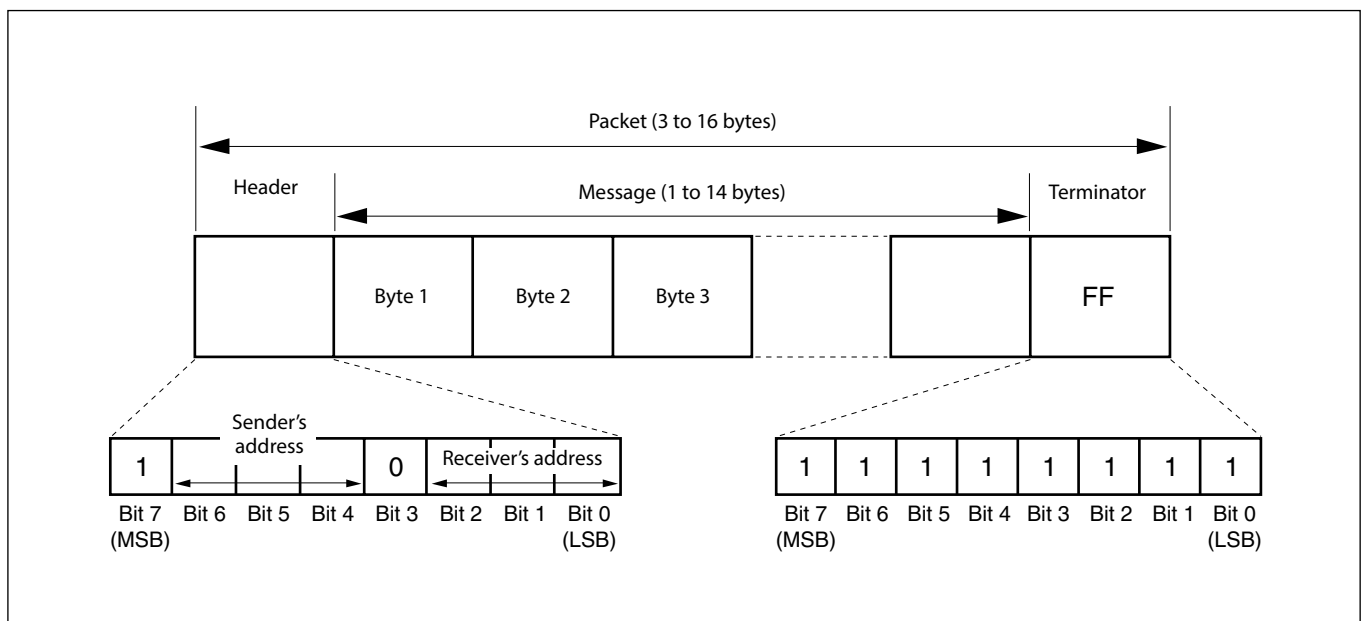 Packet (3 to 16 bytes)
Header
Message (1 to 14 bytes)
Terminator
Byte 1
Byte 2
Byte 3
FF
Sender’s
address
1
0
Receiver’s address
Bit 7 Bit 6 Bit 5 Bit 4 Bit 3 Bit 2 Bit 1 Bit 0
(MSB)
(LSB)
1 1 1 1 1 1 1 1
Bit 7 Bit 6 Bit 5 Bit 4 Bit 3 Bit 2 Bit 1 Bit 0
(MSB)
(LSB)